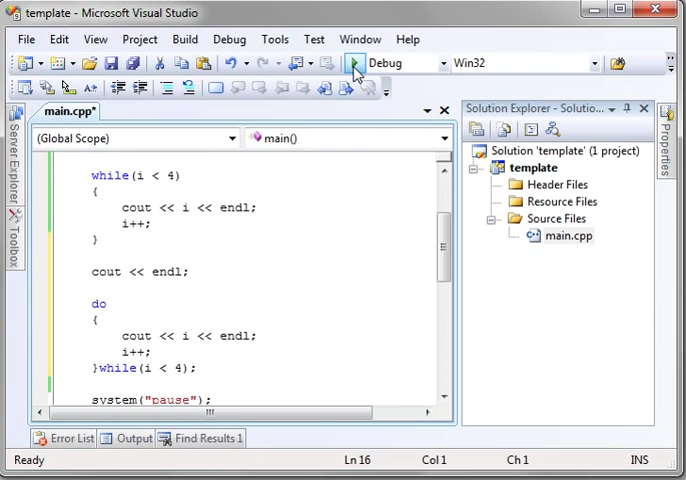 template - Microsoft Visual Studio
File Edit View Project Build Debug Tools Test Window Help
Debug Win32
main.cpp*
(Global Scope) main()
while(i < 4)
{
cout << i << endl;
i++;
}
cout << endl;
do
{
cout << i << endl;
i++;
}while(i < 4);
system("pause");
Server Explorer
Toolbox
Solution Explorer - Solutio...
Solution 'template' (1 project)
template
Header Files
Resource Files
Source Files
main.cpp
Properties
Error List Output Find Results 1
Ready Ln 16 Col 1 Ch 1 INS